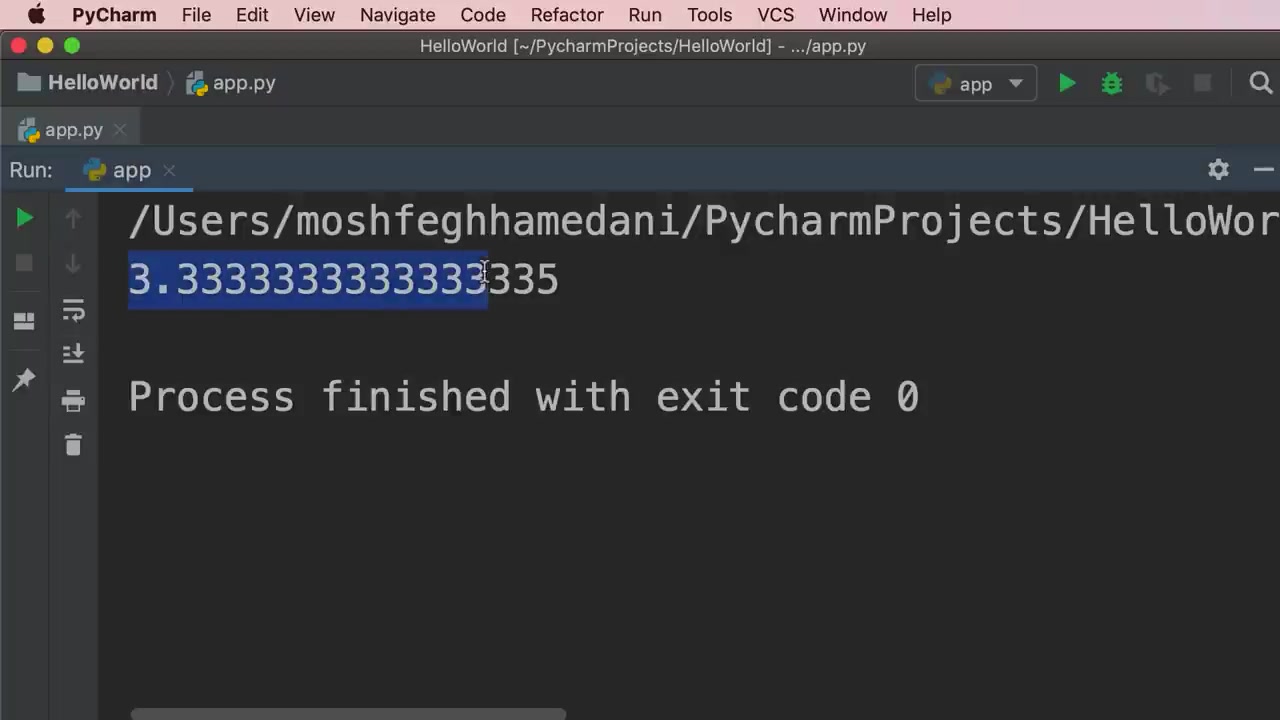 PyCharm File Edit View Navigate Code Refactor Run Tools VCS Window Help
HelloWorld [~/PycharmProjects/HelloWorld] - .../app.py
HelloWorld app.py app
app.py
Run: app
/Users/moshfeghhamedani/PycharmProjects/HelloWor
3.3333333333333335
Process finished with exit code 0